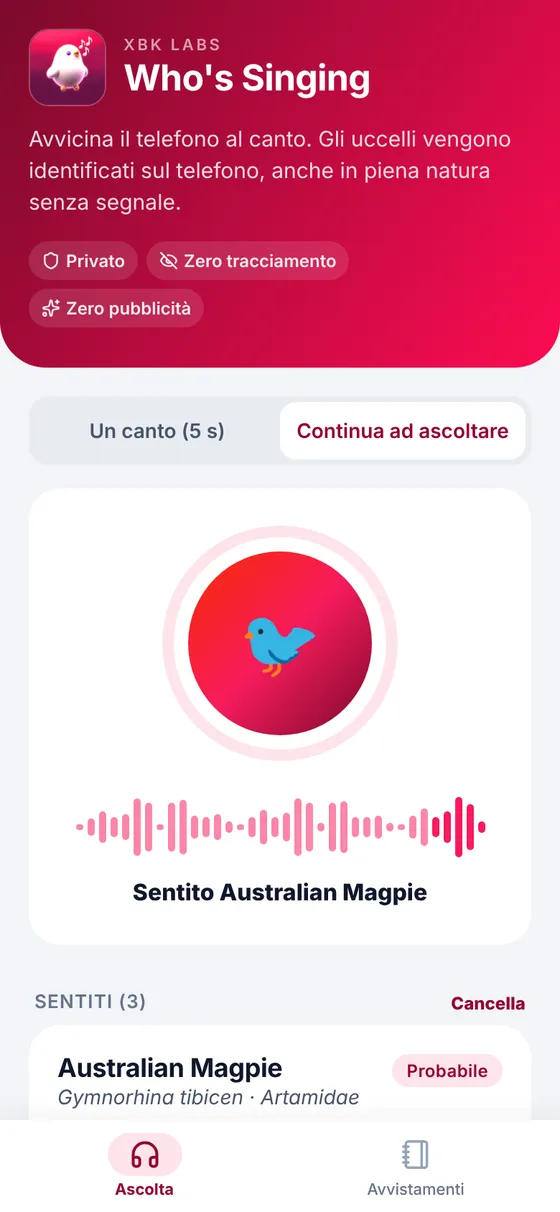 XBK LABS
Who's Singing
Avvicina il telefono al canto. Gli uccelli vengono
identificati sul telefono, anche in piena natura
senza segnale.
Privato
Zero tracciamento
Zero pubblicità
Un canto (5 s)
Continua ad ascoltare
Sentito Australian Magpie
SENTITI (3)
Cancella
Australian Magpie
Probabile
Gymnorhina tibicen · Artamidae
Ascolta
Avvistamenti